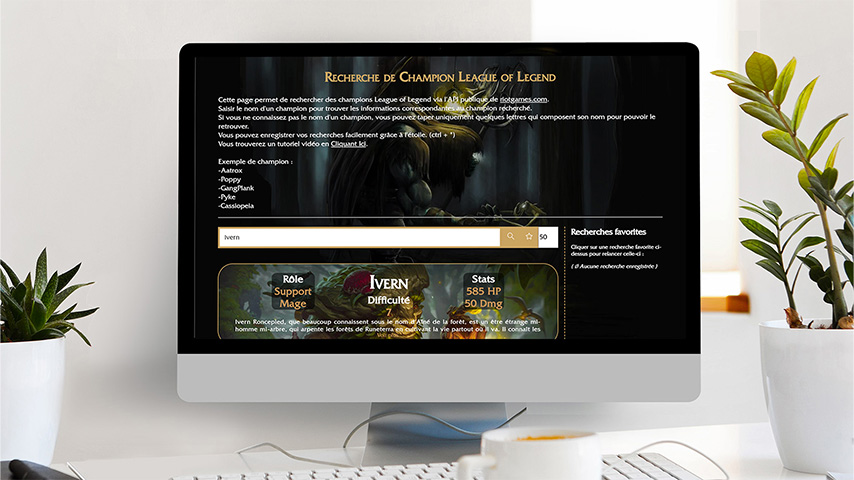 Recherche de Champion League of Legend
Cette page permet de rechercher des champions League of Legend via l'API publique de riotgames.com.
Saisir le nom d'un champion pour trouver les informations correspondantes au champion recherché.
Si vous ne connaissez pas le nom d'un champion, vous pouvez taper uniquement quelques lettres qui composent son nom pour pouvoir le
retrouver.
Vous pouvez enregistrer vos recherches facilement grâce à l'étoile. (ctrl + *)
Vous trouverez un tutoriel vidéo en Cliquant Ici.
Exemple de champion :
-Aatrox
-Poppy
-GangPlank
-Pyke
-Cassiopeia
Ivern
50
Recherches favorites
Cliquer sur une recherche favorite ci-
dessus pour relancer celle-ci :
( 0 Aucune recherche enregistrée )
Rôle
Support
Mage
Ivern
Difficulté
7
Stats
585 HP
50 Dmg
Ivern Roncepied, que beaucoup connaissent sous le nom d'Aîné de la forêt, est un être étrange mi-
homme mi-arbre, qui arpente les forêts de Runeterra en cultivant la vie partout où il va. Il connaît les